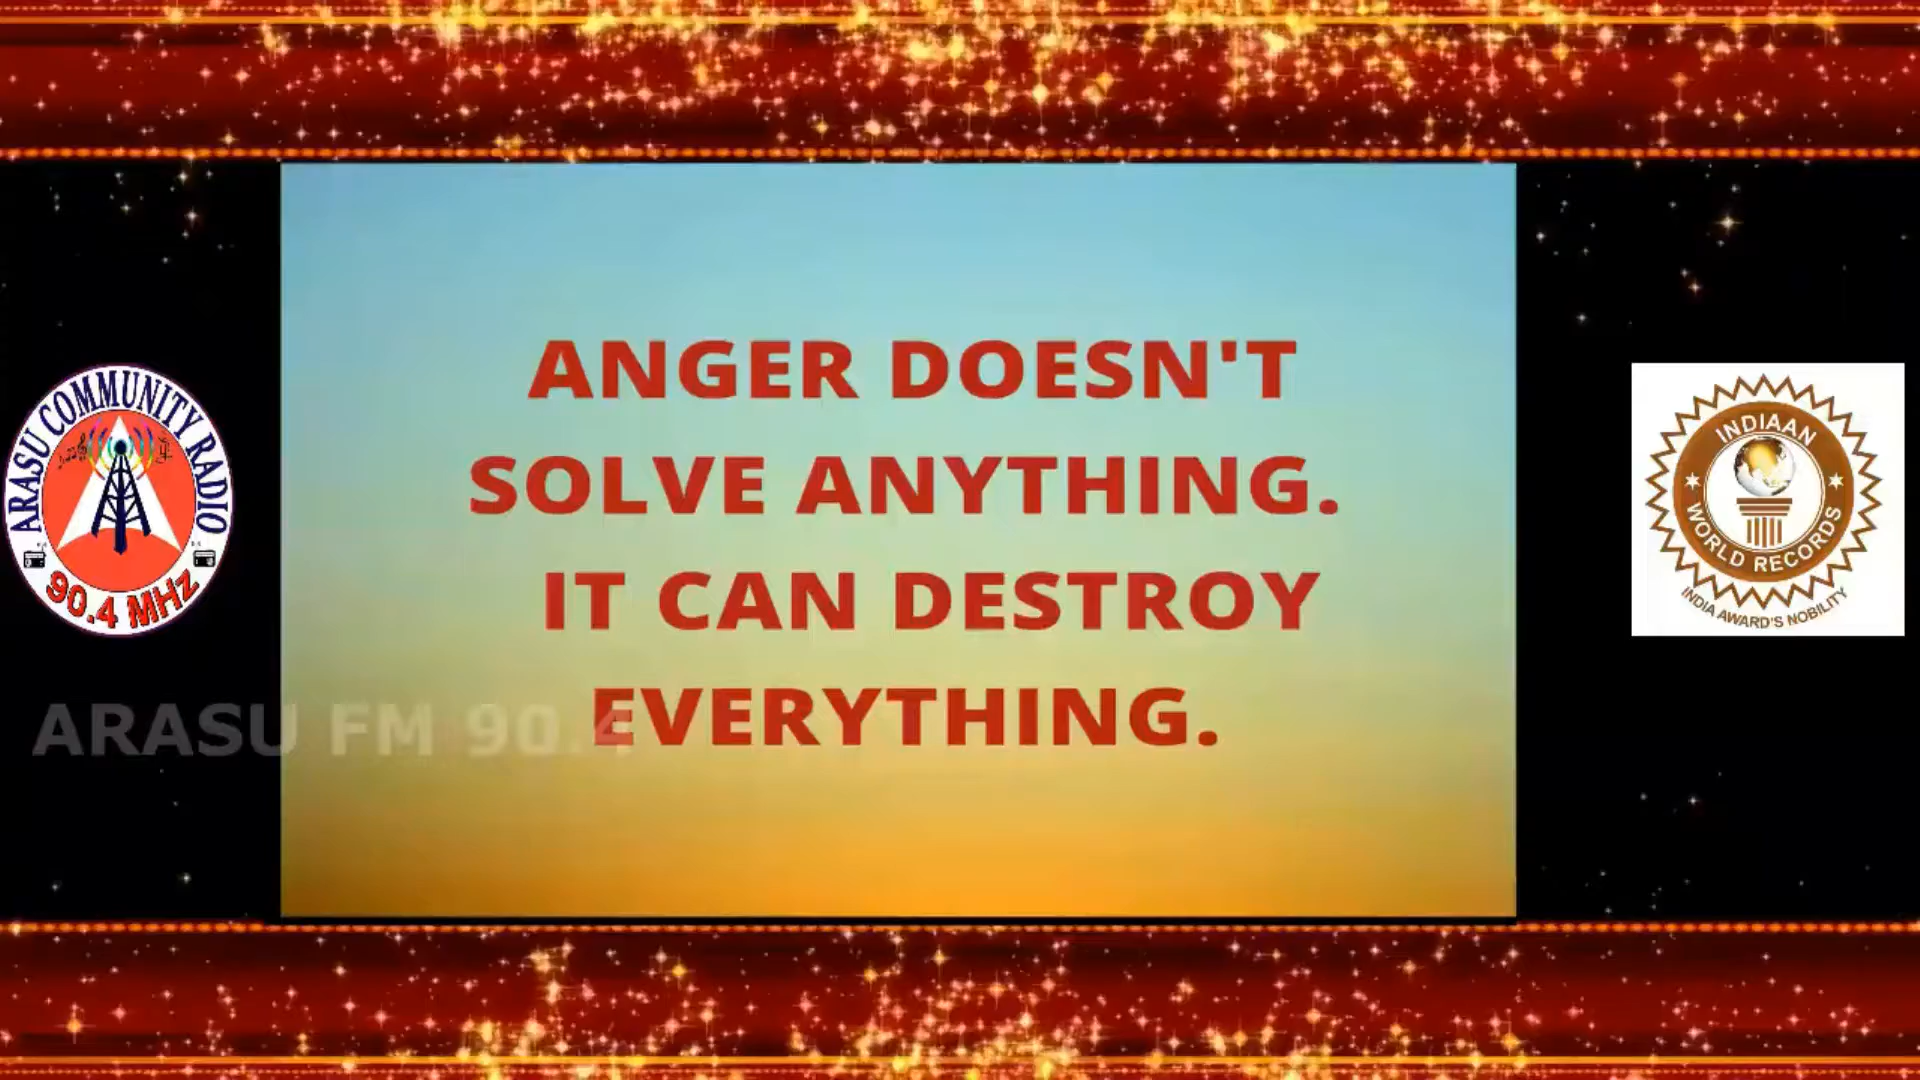 ANGER DOESN'T
SOLVE ANYTHING.
IT CAN DESTROY
EVERYTHING.
ARASU COMMUNITY RADIO
90.4 MHz
ARASU FM 90.4
INDIAAN
WORLD RECORDS
INDIA AWARD'S NOBILITY